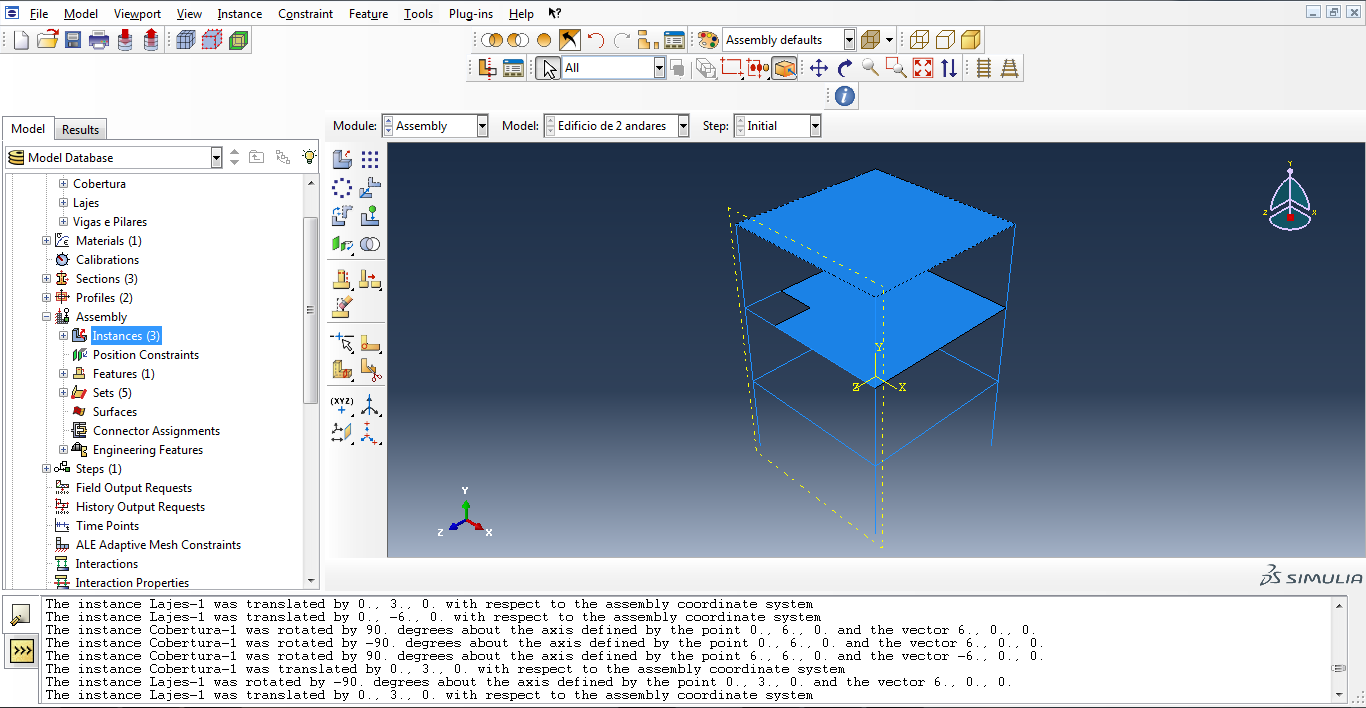 File Model Viewport View Instance Constraint Feature Tools Plug-ins Help
Assembly defaults
All
Module: Assembly Model: Edificio de 2 andares Step: Initial
Model Results
Model Database
Cobertura
Lajes
Vigas e Pilares
Materials (1)
Calibrations
Sections (3)
Profiles (2)
Assembly
Instances (3)
Position Constraints
Features (1)
Sets (5)
Surfaces
Connector Assignments
Engineering Features
Steps (1)
Field Output Requests
History Output Requests
Time Points
ALE Adaptive Mesh Constraints
Interactions
Interaction Properties
(XYZ)
Y
Z X
Y
Z X
Y
Z X
SIMULIA
The instance Lajes-1 was translated by 0., 3., 0. with respect to the assembly coordinate system
The instance Lajes-1 was translated by 0., -6., 0. with respect to the assembly coordinate system
The instance Cobertura-1 was rotated by 90. degrees about the axis defined by the point 0., 6., 0. and the vector 6., 0., 0.
The instance Cobertura-1 was rotated by -90. degrees about the axis defined by the point 0., 6., 0. and the vector 6., 0., 0.
The instance Cobertura-1 was rotated by 90. degrees about the axis defined by the point 6., 6., 0. and the vector -6., 0., 0.
The instance Cobertura-1 was translated by 0., 3., 0. with respect to the assembly coordinate system
The instance Lajes-1 was rotated by -90. degrees about the axis defined by the point 0., 3., 0. and the vector 6., 0., 0.
The instance Lajes-1 was translated by 0., 3., 0. with respect to the assembly coordinate system